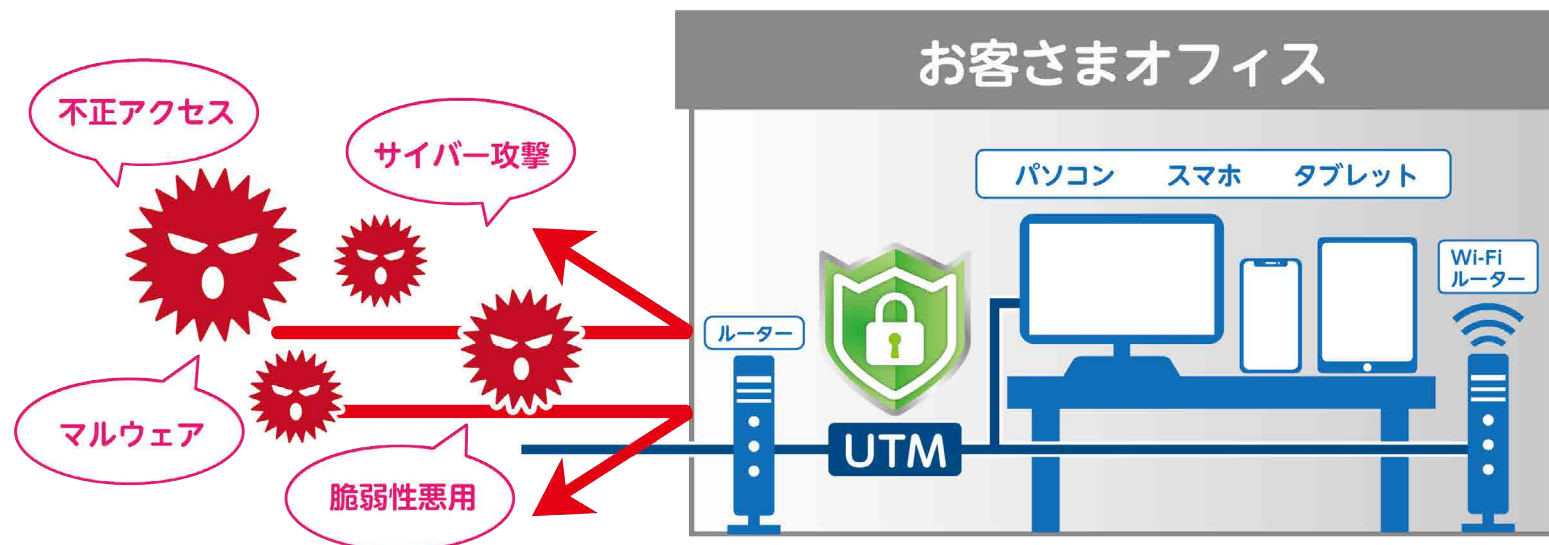 お客さまオフィス
不正アクセス
サイバー攻撃
パソコン スマホ タブレット
Wi-Fi
ルーター
ルーター
マルウェア
UTM
脆弱性悪用